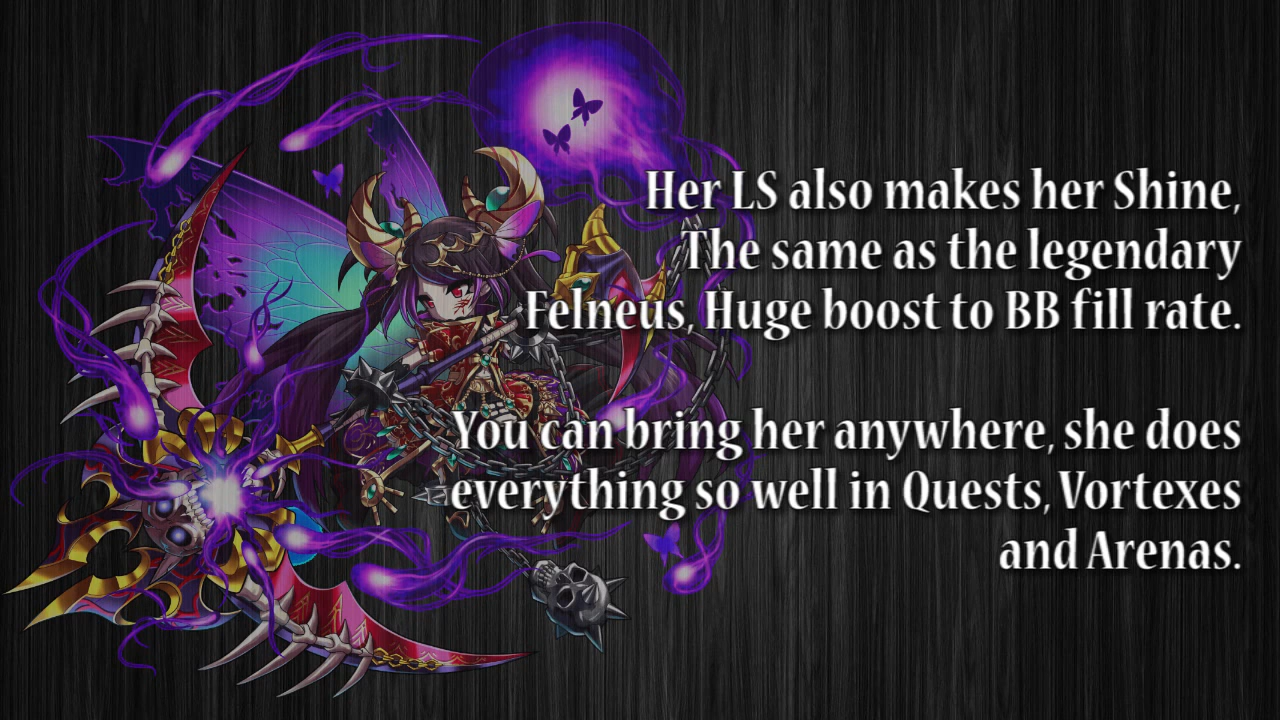 Her LS also makes her Shine,
The same as the legendary
Felneus, Huge boost to BB fill rate.
You can bring her anywhere, she does
everything so well in Quests, Vortexes
and Arenas.